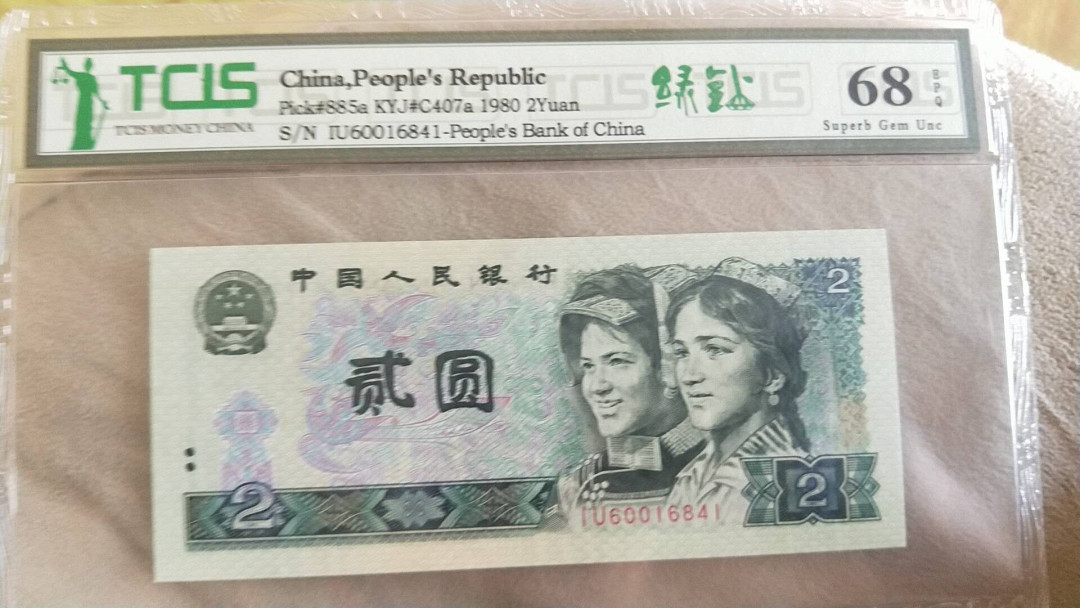 TCIS
TCIS MONEY CHINA
China,People's Republic
Pick#885a KYJ#C407a 1980 2Yuan
S/N IU60016841-People's Bank of China
绿钻
68
EPQ
Superb Gem Unc
中国人民银行
2
贰圆
2
2
IU60016841